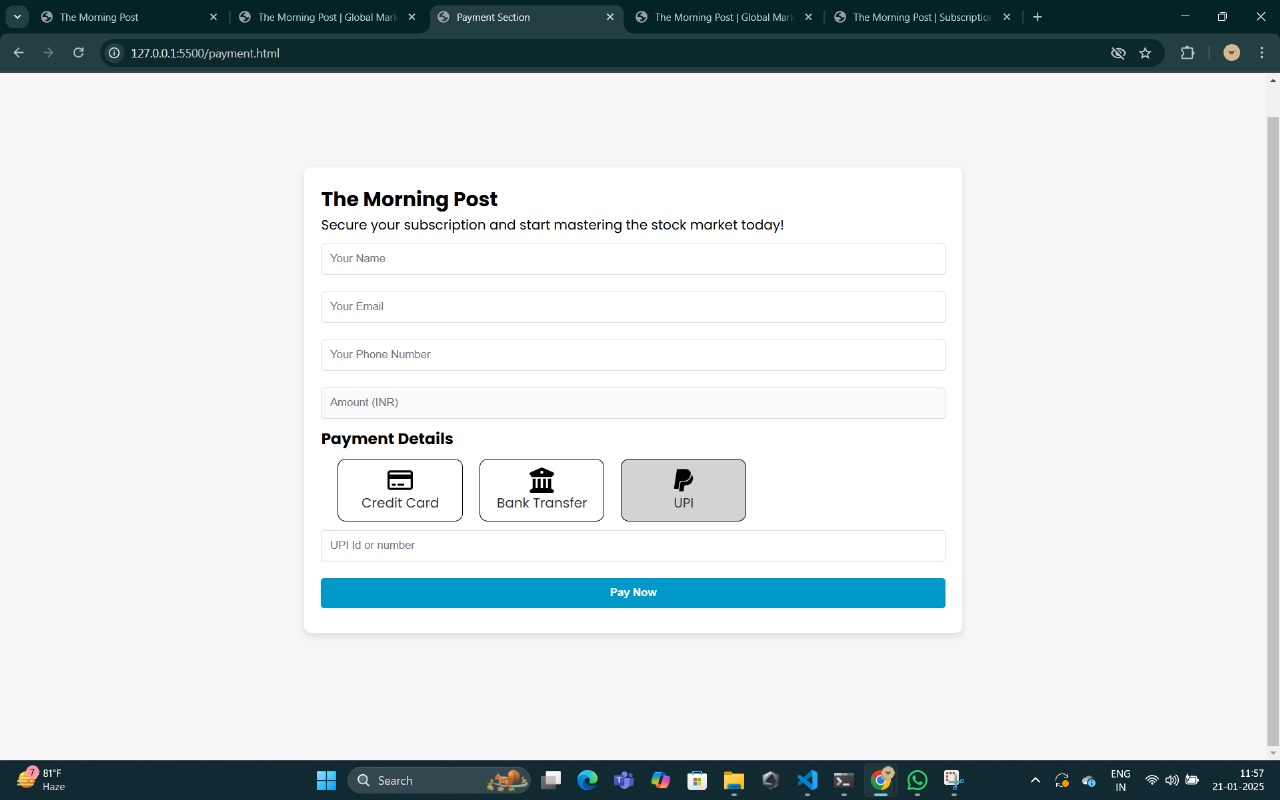 The Morning Post
The Morning Post | Global Mark
Payment Section
The Morning Post | Global Mark
The Morning Post | Subscription
127.0.0.1:5500/payment.html
The Morning Post
Secure your subscription and start mastering the stock market today!
Your Name
Your Email
Your Phone Number
Amount (INR)
Payment Details
Credit Card
Bank Transfer
UPI
UPI Id or number
Pay Now
7
81°F
Haze
Search
ENG
IN
11:57
21-01-2025